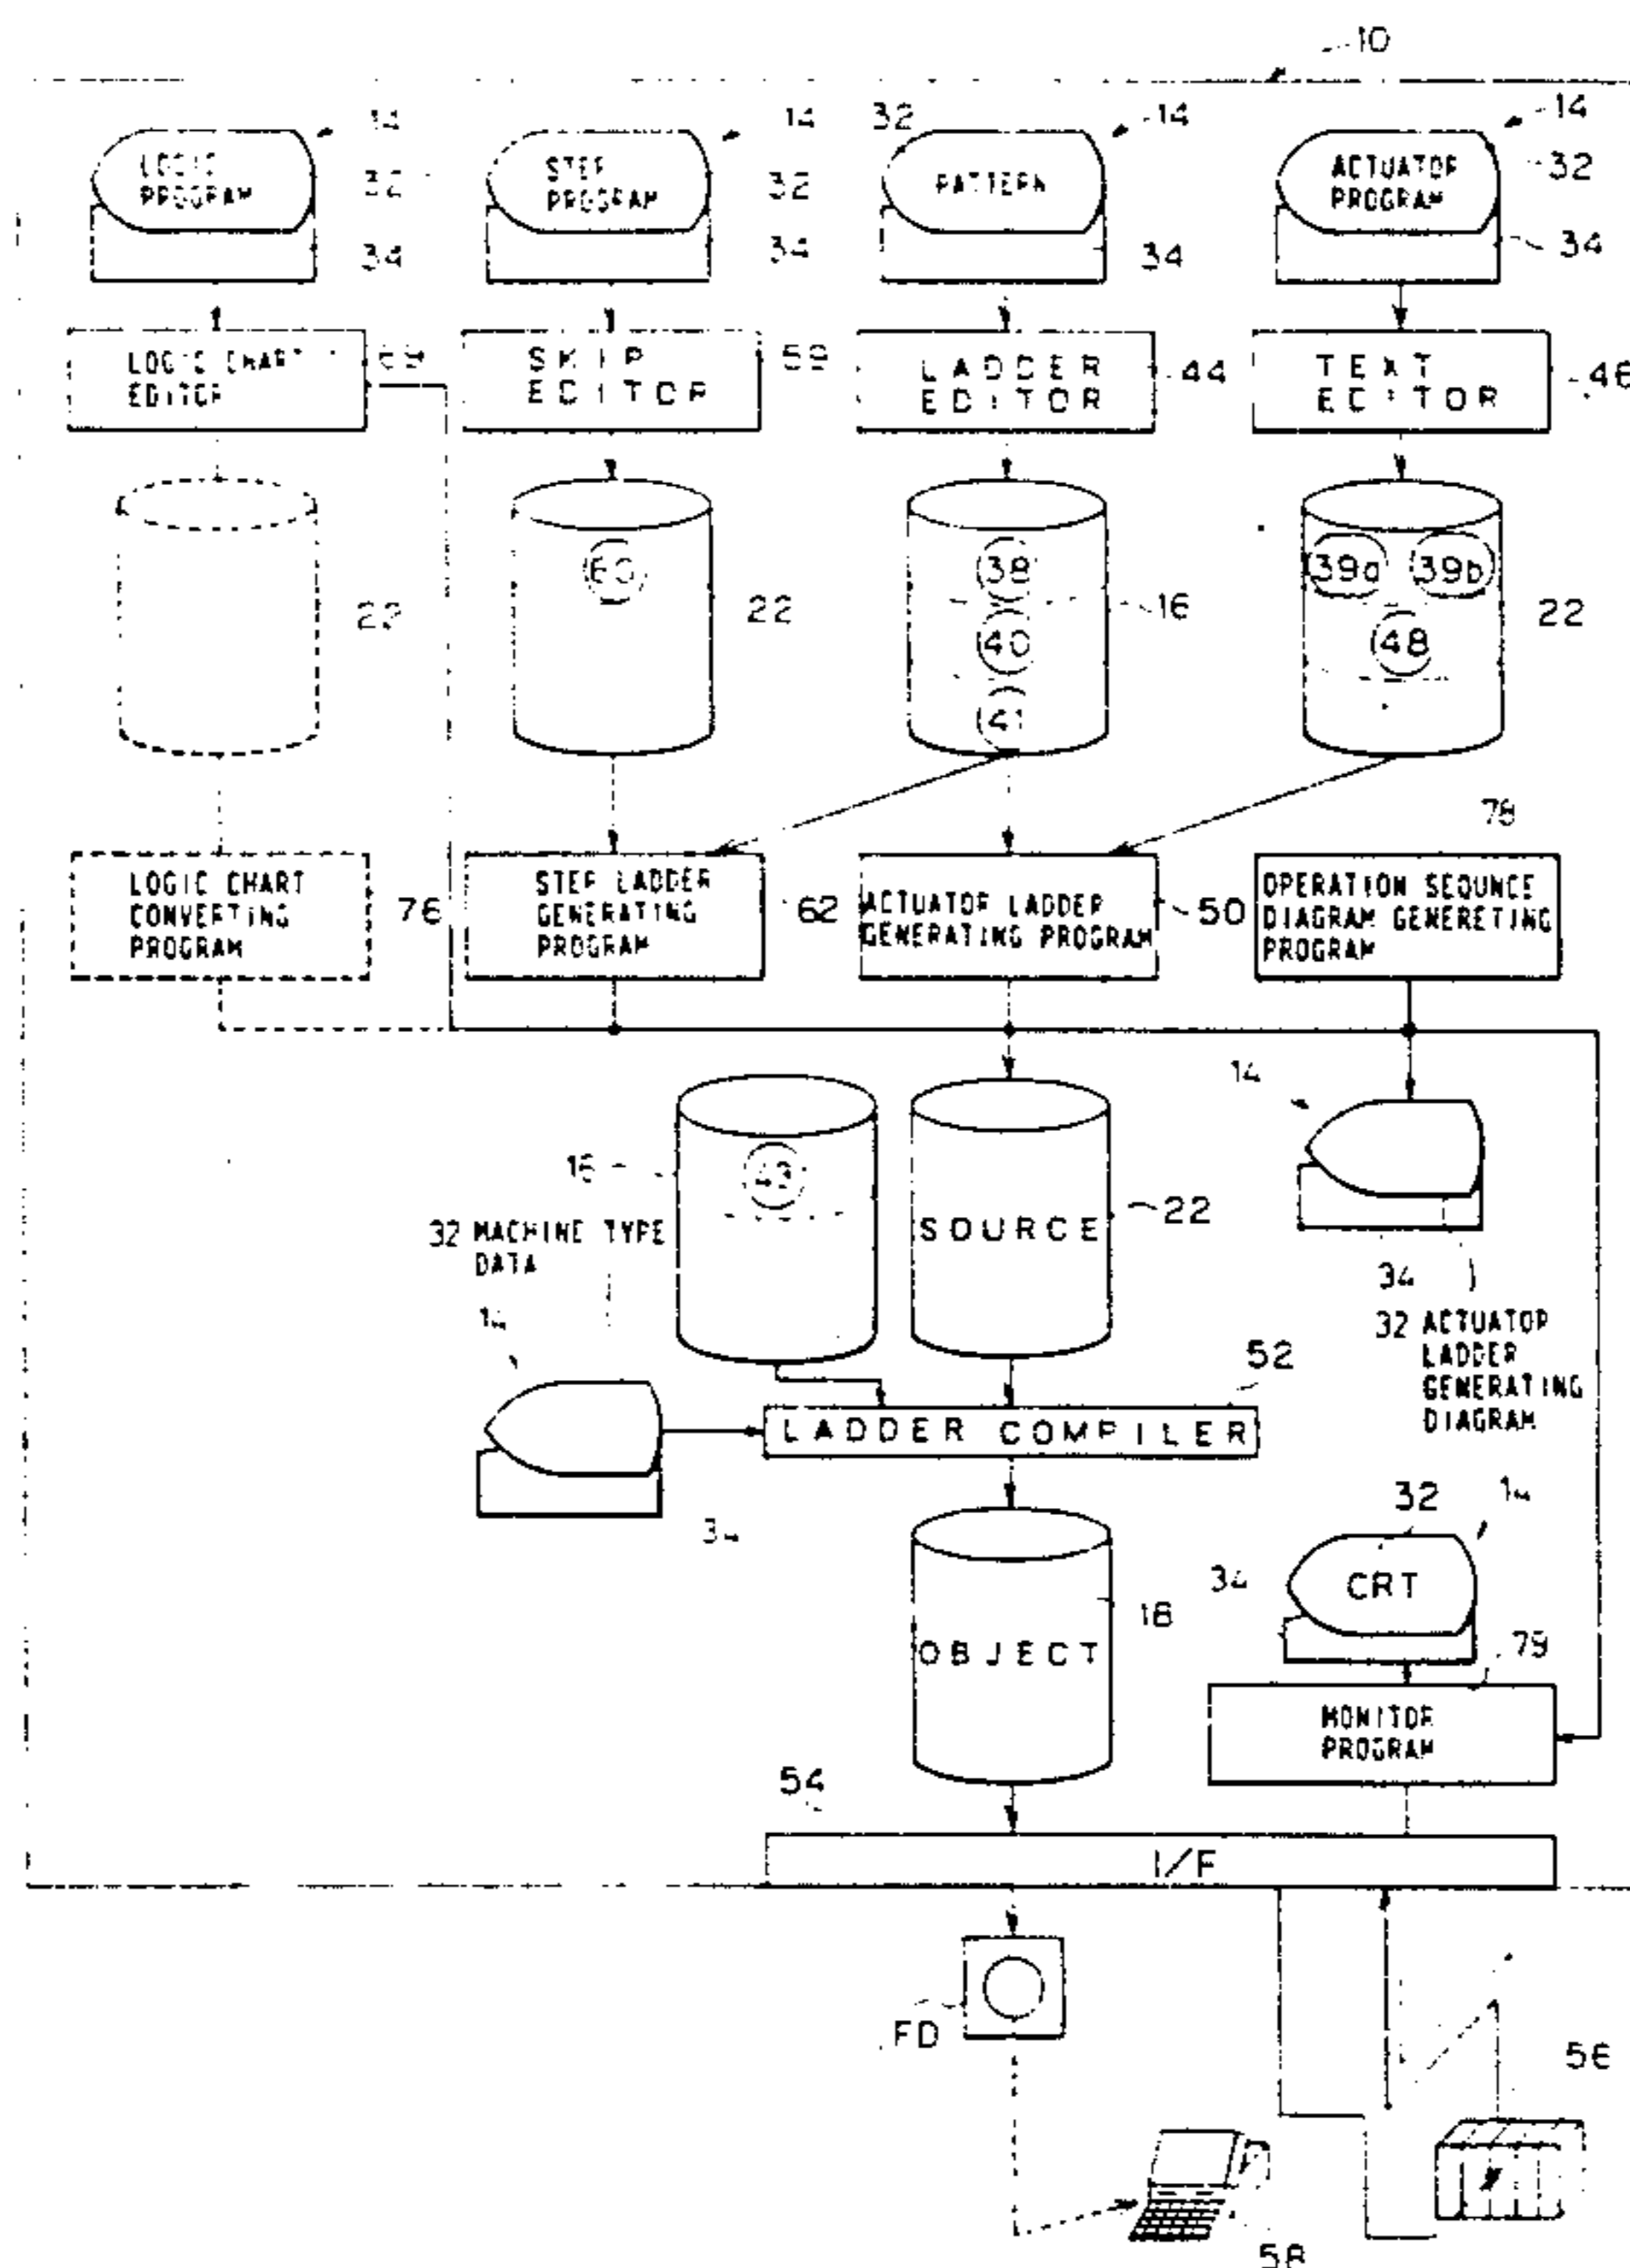 10
14
14
32
14
14
LOGIC
PROGRAM
32
STEP
PROGRAM
32
PATTERN
ACTUATOR
PROGRAM
32
34
34
34
34
LOGIC CHART
EDITOR
69
SKIP
EDITOR
59
LADDER
EDITOR
44
TEXT
EDITOR
46
22
60
22
38
40
41
16
39a
39b
48
22
78
LOGIC CHART
CONVERTING
PROGRAM
76
STEP LADDER
GENERATING
PROGRAM
62
ACTUATOR LADDER
GENERATING PROGRAM
50
OPERATION SEQUNCE
DIAGRAM GENERETING
PROGRAM
14
16
SOURCE
22
32 MACHINE TYPE
DATA
34
14
32 ACTUATOR
LADDER
GENERATING
DIAGRAM
52
LADDER COMPILER
34
32
14
34
CRT
18
OBJECT
79
MONITOR
PROGRAM
54
I/F
FD
56
58